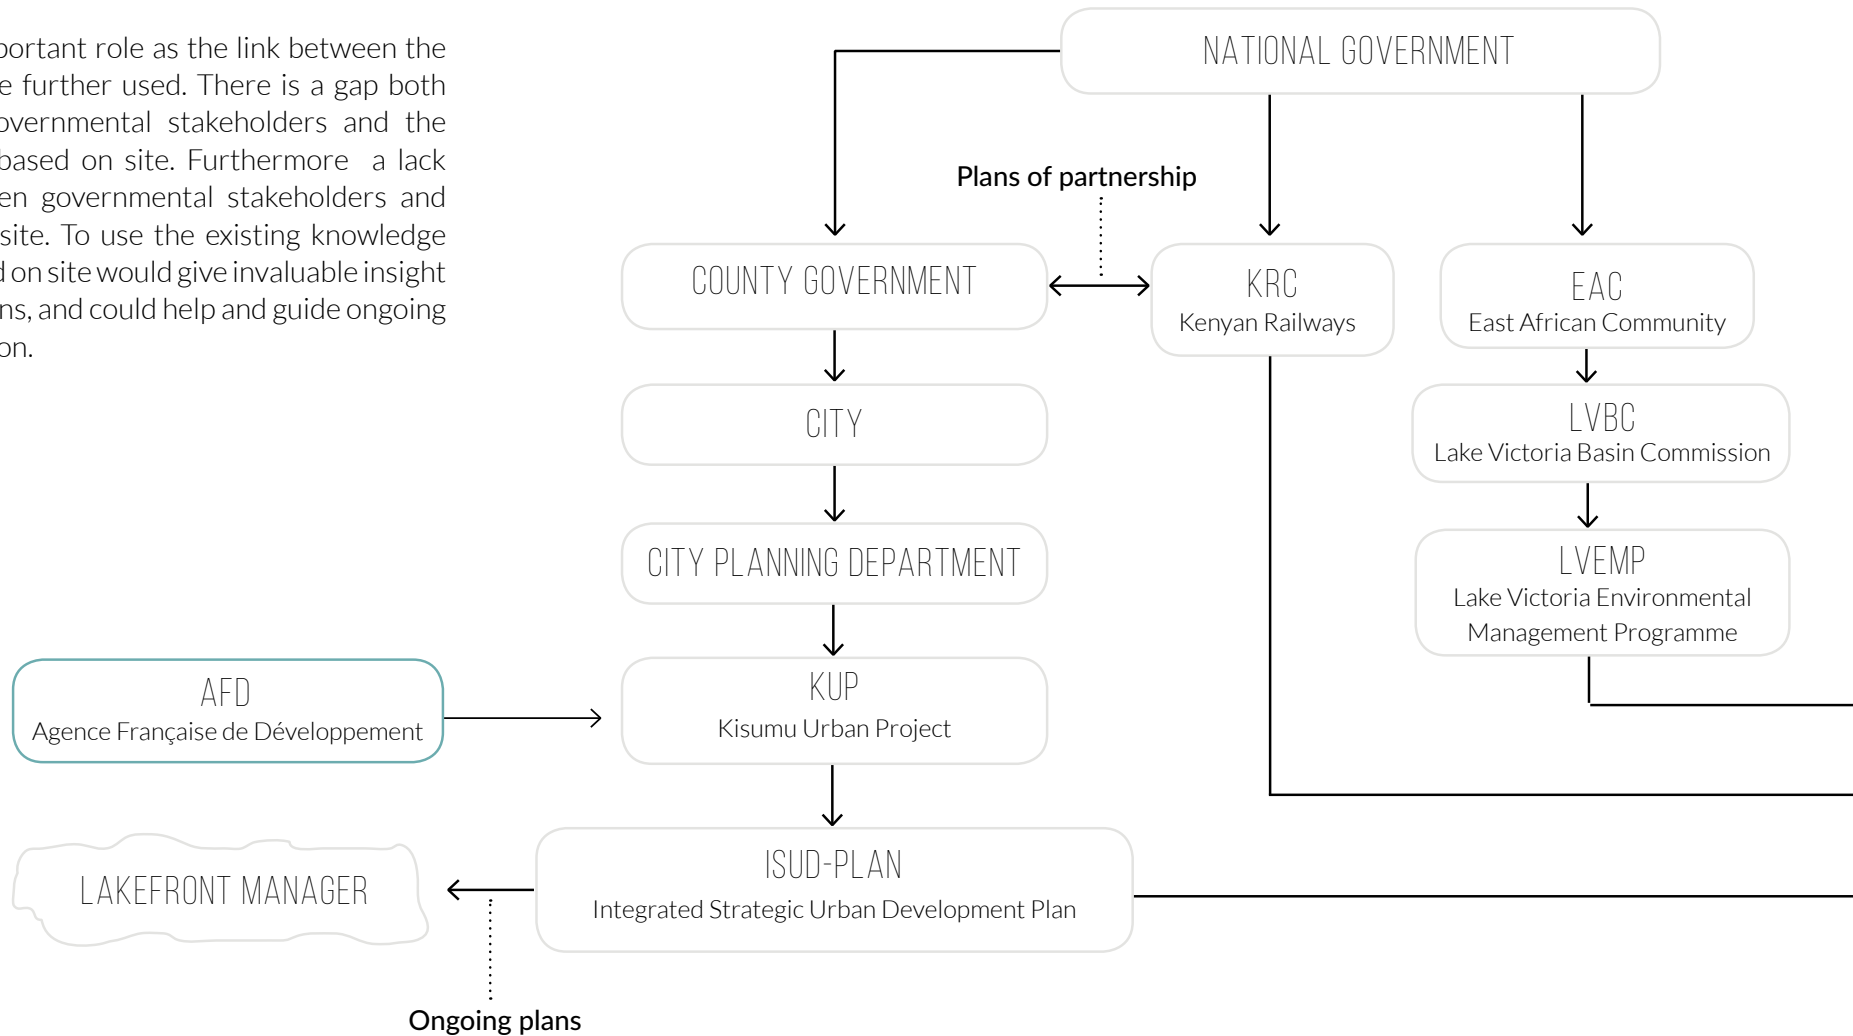 portant role as the link between the
e further used. There is a gap both
overnmental stakeholders and the
based on site. Furthermore a lack
en governmental stakeholders and
site. To use the existing knowledge
d on site would give invaluable insight
ns, and could help and guide ongoing
on.
NATIONAL GOVERNMENT
Plans of partnership
COUNTY GOVERNMENT
KRC
Kenyan Railways
EAC
East African Community
CITY
LVBC
Lake Victoria Basin Commission
CITY PLANNING DEPARTMENT
LVEMP
Lake Victoria Environmental
Management Programme
AFD
Agence Française de Développement
KUP
Kisumu Urban Project
LAKEFRONT MANAGER
ISUD-PLAN
Integrated Strategic Urban Development Plan
Ongoing plans